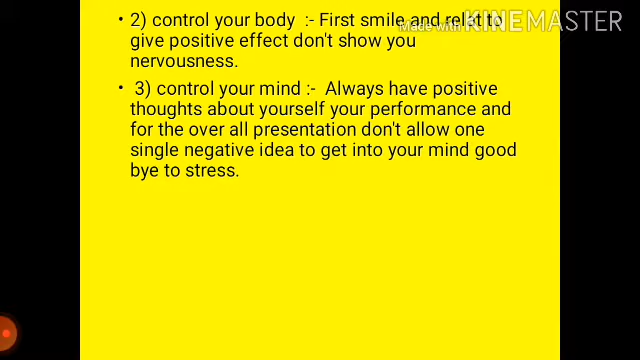 • 2) control your body :- First smile and relat to
give positive effect don't show you
nervousness.
• 3) control your mind :- Always have positive
thoughts about yourself your performance and
for the over all presentation don't allow one
single negative idea to get into your mind good
bye to stress.
Made with KINEMASTER